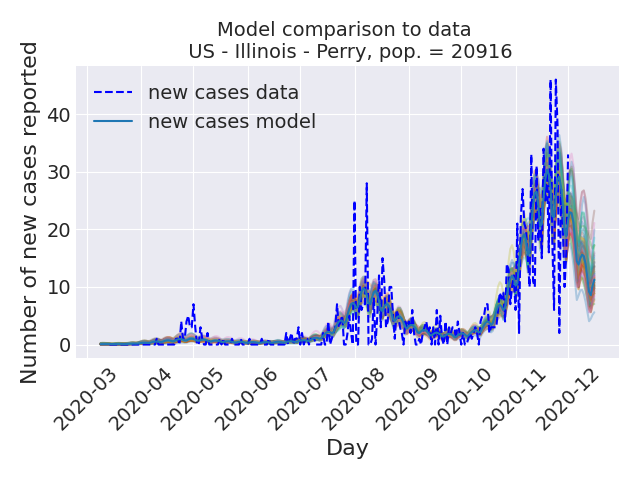 Model comparison to data
US - Illinois - Perry, pop. = 20916
Number of new cases reported
40
30
20
10
0
new cases data
new cases model
2020-03
2020-04
2020-05
2020-06
2020-07
2020-08
2020-09
2020-10
2020-11
2020-12
Day